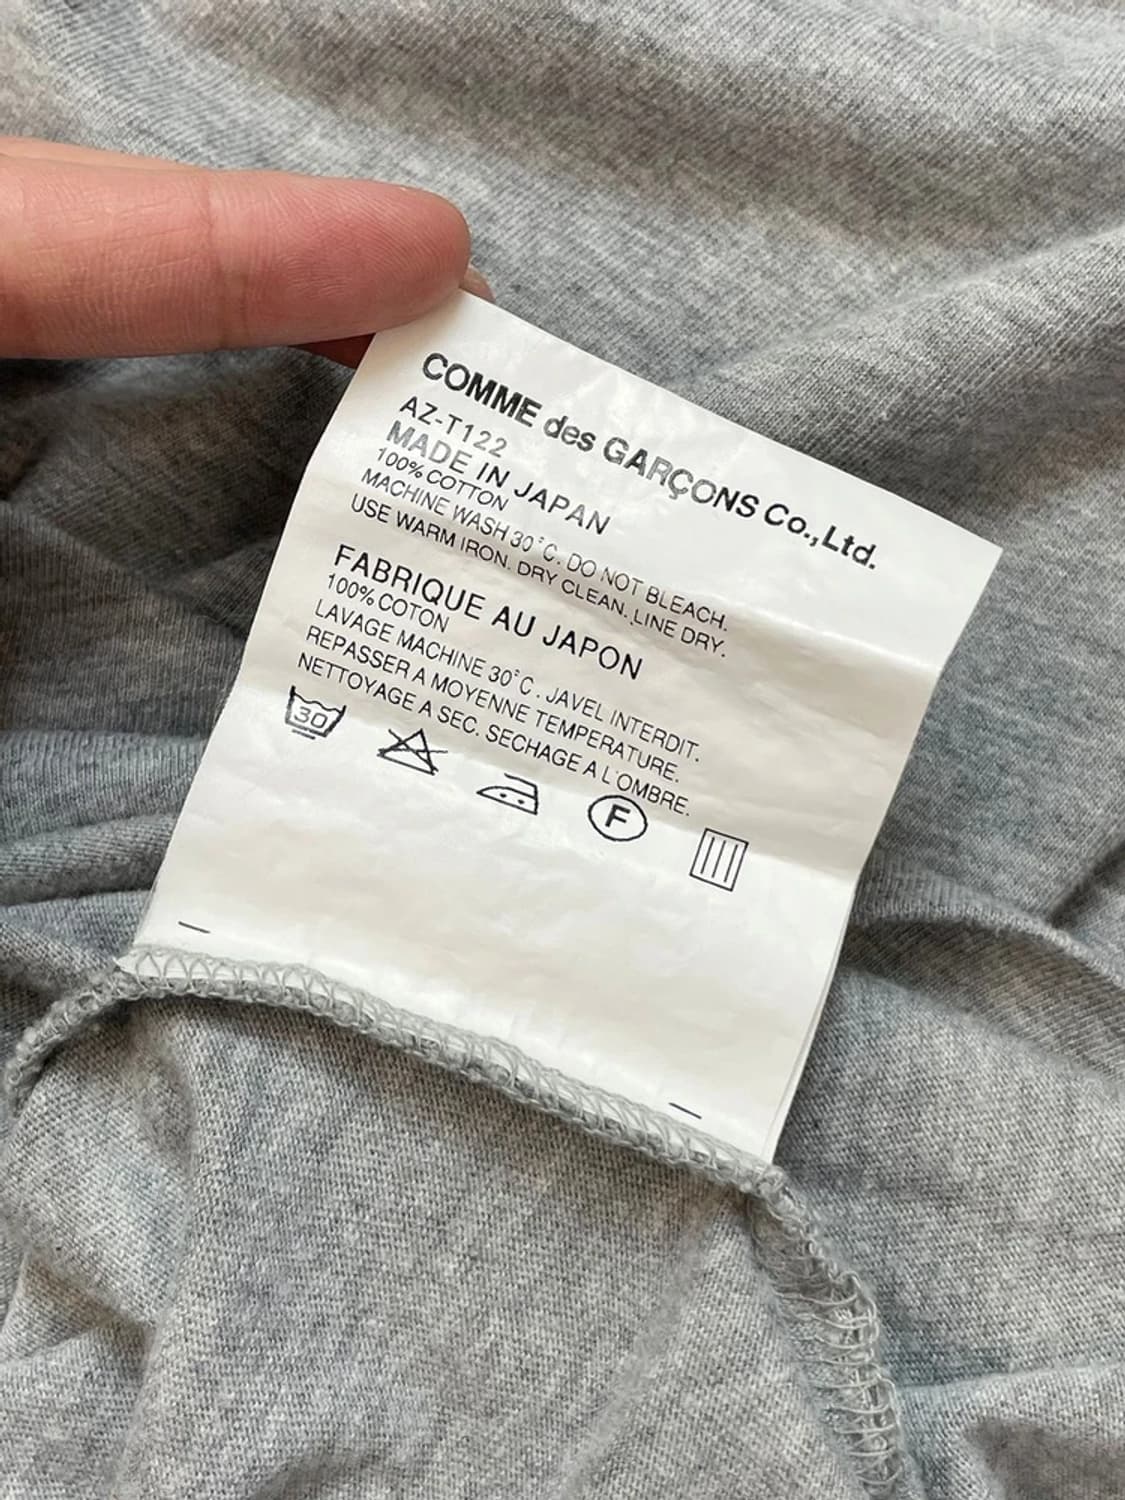 COMME des GARÇONS Co.,Ltd.
AZ-T122
MADE IN JAPAN
100% COTTON
MACHINE WASH 30°C. DO NOT BLEACH.
USE WARM IRON. DRY CLEAN. LINE DRY.
FABRIQUE AU JAPON
100% COTON
LAVAGE MACHINE 30°C. JAVEL INTERDIT.
REPASSER A MOYENNE TEMPERATURE.
NETTOYAGE A SEC. SECHAGE A L'OMBRE.
30
F